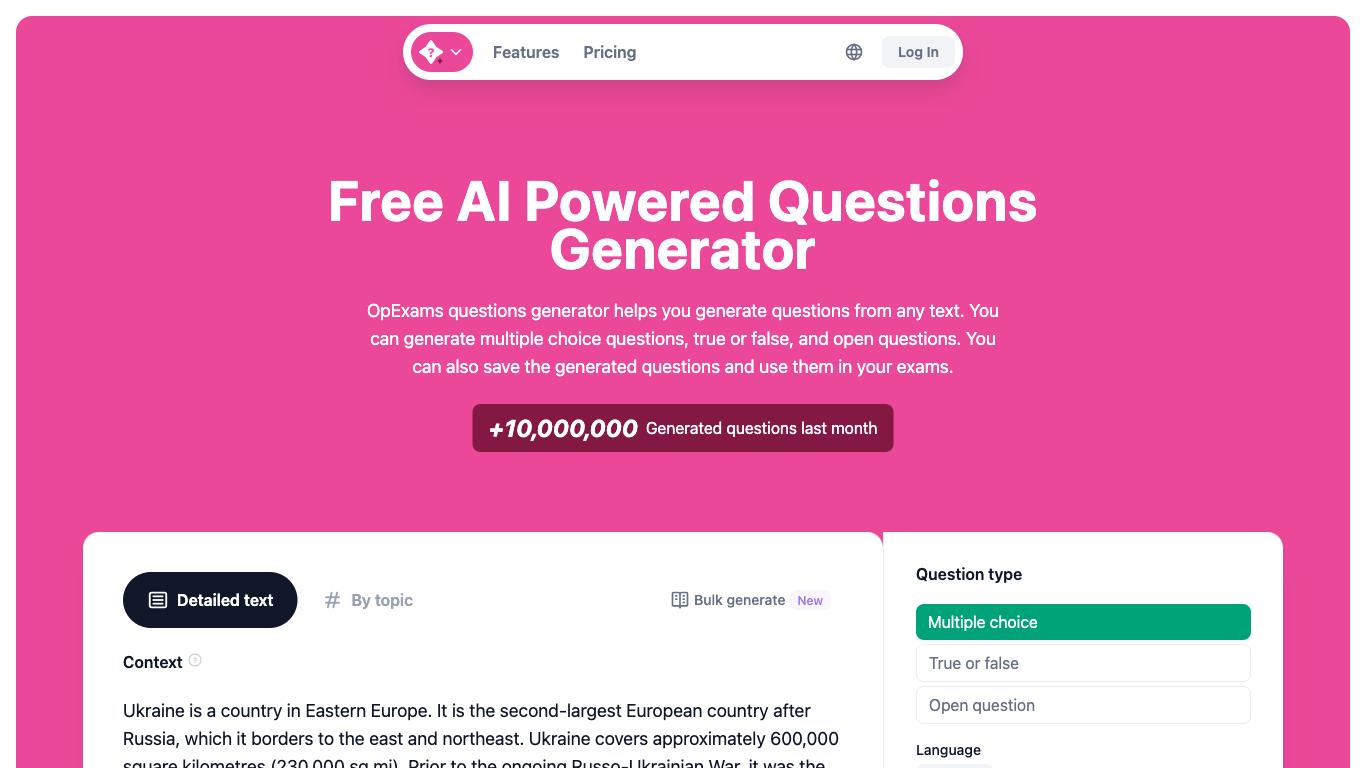 Features
Pricing
Log In
Free AI Powered Questions
Generator
OpExams questions generator helps you generate questions from any text. You
can generate multiple choice questions, true or false, and open questions. You
can also save the generated questions and use them in your exams.
+10,000,000 Generated questions last month
Detailed text
By topic
Bulk generate New
Context
Ukraine is a country in Eastern Europe. It is the second-largest European country after
Russia, which it borders to the east and northeast. Ukraine covers approximately 600,000
square kilometres (230,000 sq mi). Prior to the ongoing Russo-Ukrainian War, it was the
Question type
Multiple choice
True or false
Open question
Language